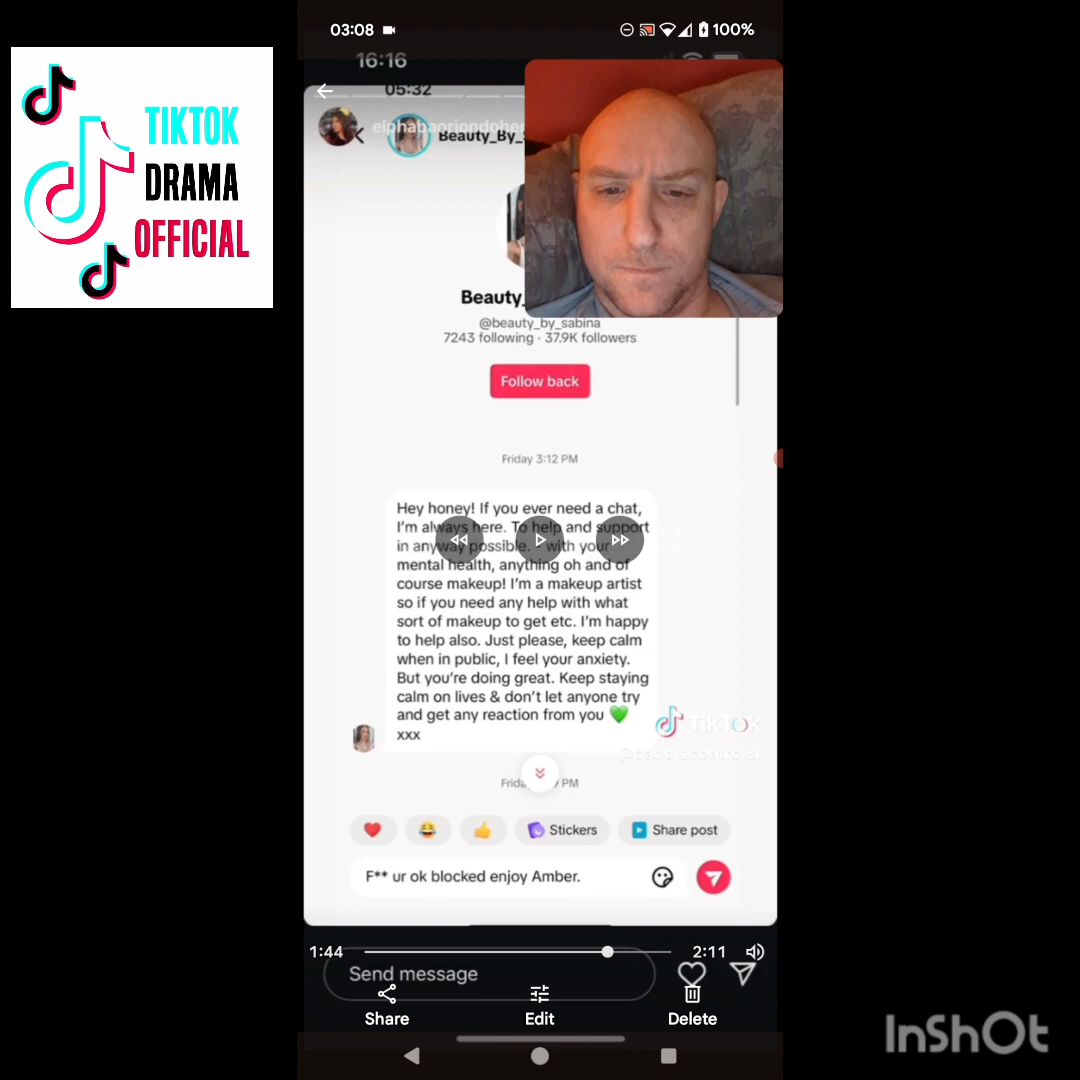 TIKTOK
DRAMA
OFFICIAL
03:08
100%
16:16
05:32
Beauty_By_
Beauty_
@beauty_by_sabina
7243 following · 37.9K followers
Follow back
Friday 3:12 PM
Hey honey! If you ever need a chat,
I'm always here. To help and support
in anyway possible. with your
mental health, anything oh and of
course makeup! I'm a makeup artist
so if you need any help with what
sort of makeup to get etc. I'm happy
to help also. Just please, keep calm
when in public, I feel your anxiety.
But you're doing great. Keep staying
calm on lives & don't let anyone try
and get any reaction from you 💚
xxx
TikTok
PM
❤️ 😂 👍 Stickers Share post
F** ur ok blocked enjoy Amber.
1:44 2:11
Send message
Share Edit Delete
InShOt